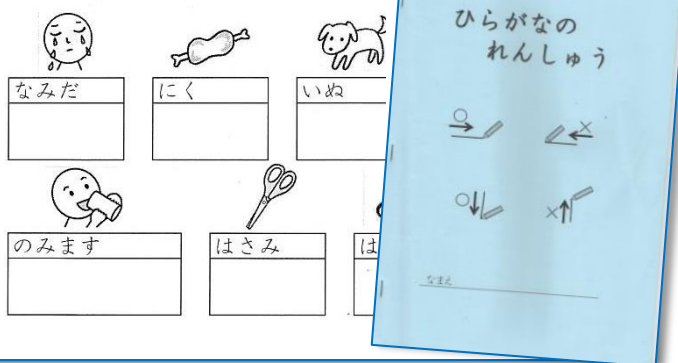 なみだ
にく
いぬ
のみます
はさみ
は
ひらがなの
れんしゅう
○
×
○
×
なまえ